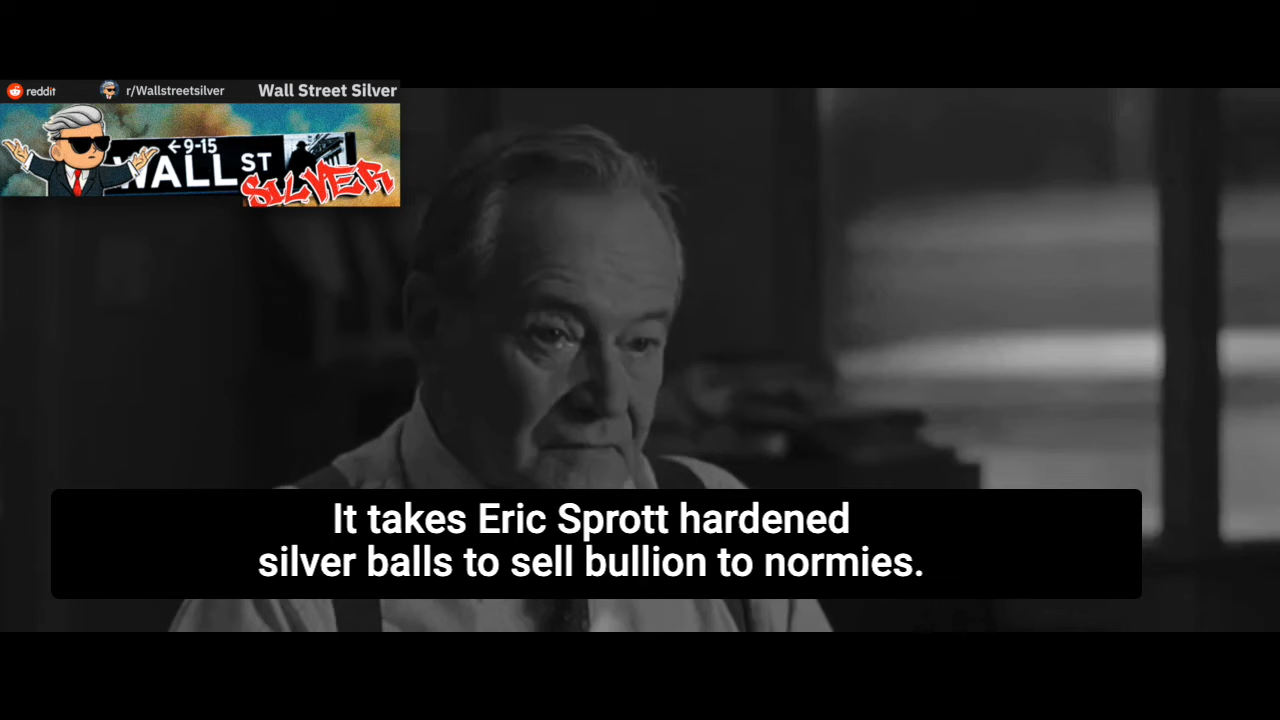 reddit r/Wallstreetsilver Wall Street Silver
←9-15
WALL ST
SILVER
It takes Eric Sprott hardened
silver balls to sell bullion to normies.